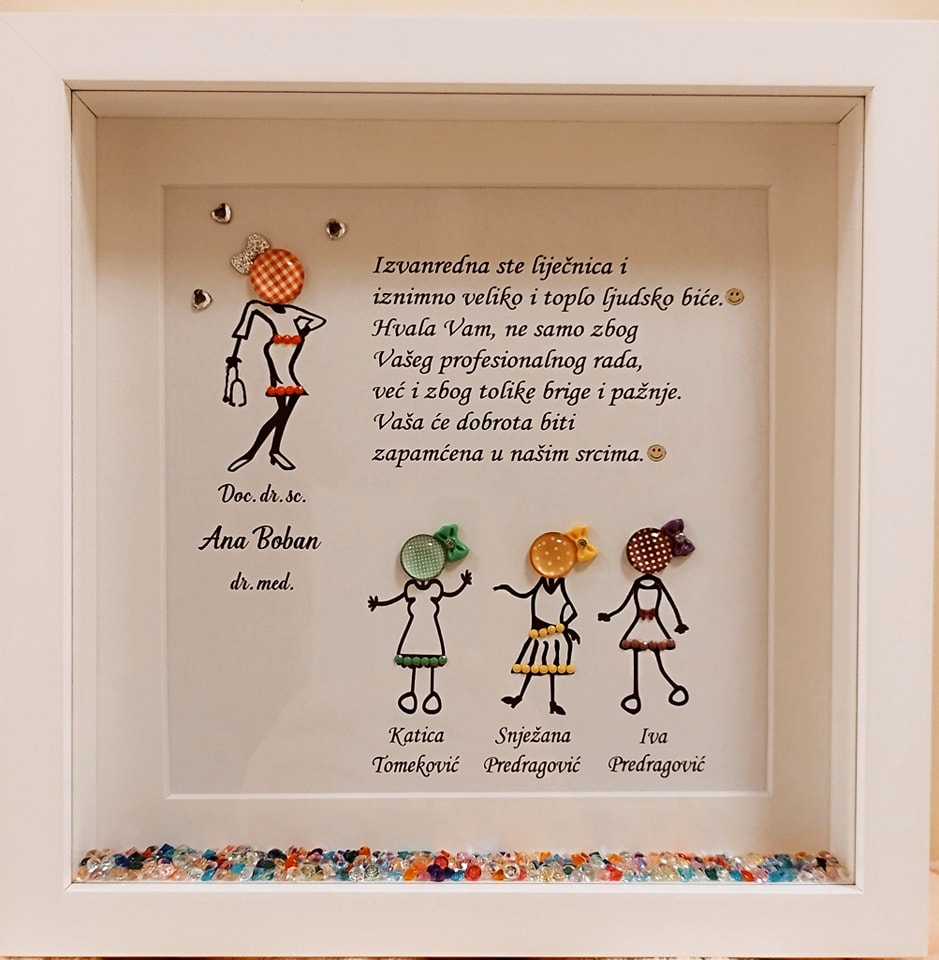 Izvanredna ste liječnica i
iznimno veliko i toplo ljudsko biće.
Hvala Vam, ne samo zbog
Vašeg profesionalnog rada,
već i zbog tolike brige i pažnje.
Vaša će dobrota biti
zapamćena u našim srcima.
Doc.dr.sc.
Ana Boban
dr.med.
Katica
Tomeković
Snježana
Predragović
Iva
Predragović